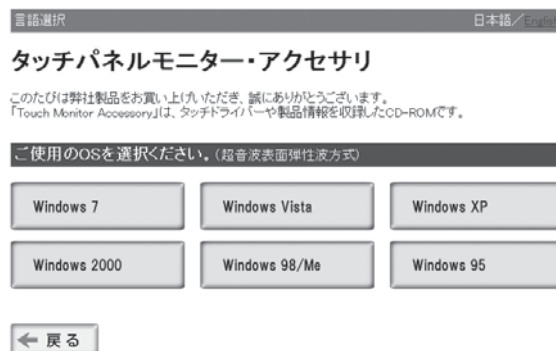 言語選択 日本語／English
タッチパネルモニター・アクセサリ
このたびは弊社製品をお買い上げいただき、誠にありがとうございます。
「Touch Monitor Accessory」は、タッチドライバーや製品情報を収録したCD-ROMです。
ご使用のOSを選択ください。(超音波表面弾性波方式)
Windows 7 Windows Vista Windows XP
Windows 2000 Windows 98/Me Windows 95
戻る